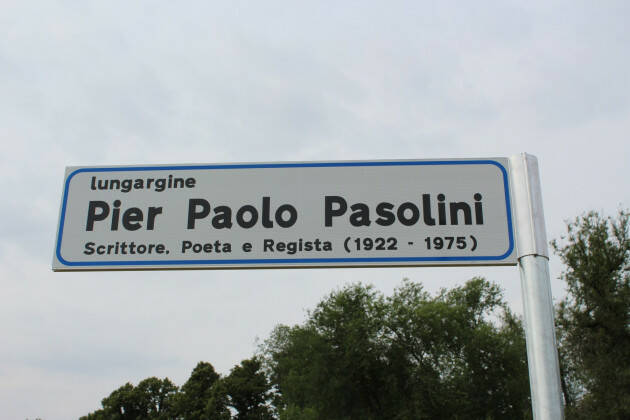 lungargine
Pier Paolo Pasolini
Scrittore, Poeta e Regista (1922 - 1975)